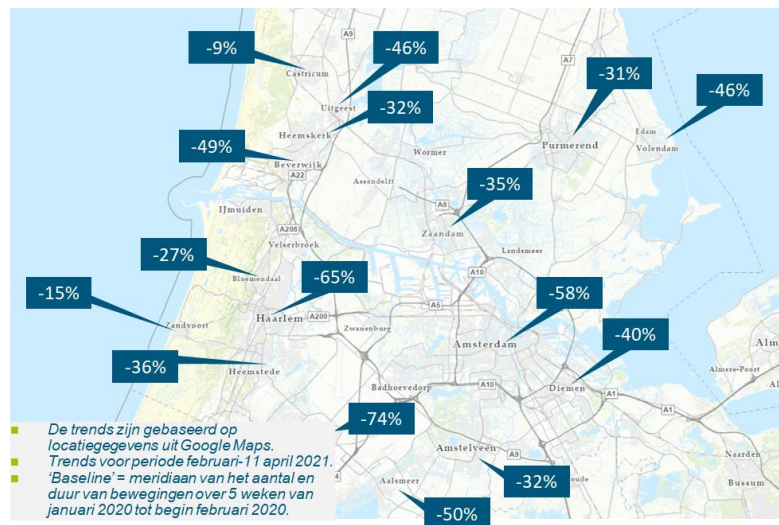 -9%
A9
-46%
Castricum
A7
-31%
-46%
Uitgeest
-32%
Heemskerk
Edam
Volendam
Purmerend
-49%
Wormer
Beverwijk
A22
Assendelft
-35%
IJmuiden
A8
A208
Zaandam
Velserbroek
Landsmeer
-27%
A10
Bloemendaal
-65%
-58%
-15%
A5
Zandvoort
Haarlem
A200
Zwanenburg
Amsterdam
-40%
-36%
Heemstede
Almere-Poort
Badhoevedorp
A10
Diemen
A1
A1
-74%
De trends zijn gebaseerd op
locatiegegevens uit Google Maps.
Trends voor periode februari-11 april 2021.
'Baseline' = meridiaan van het aantal en
duur van bewegingen over 5 weken van
januari 2020 tot begin februari 2020.
Amstelveen
A9
Naarden
-32%
Aalsmeer
Bussum
-50%